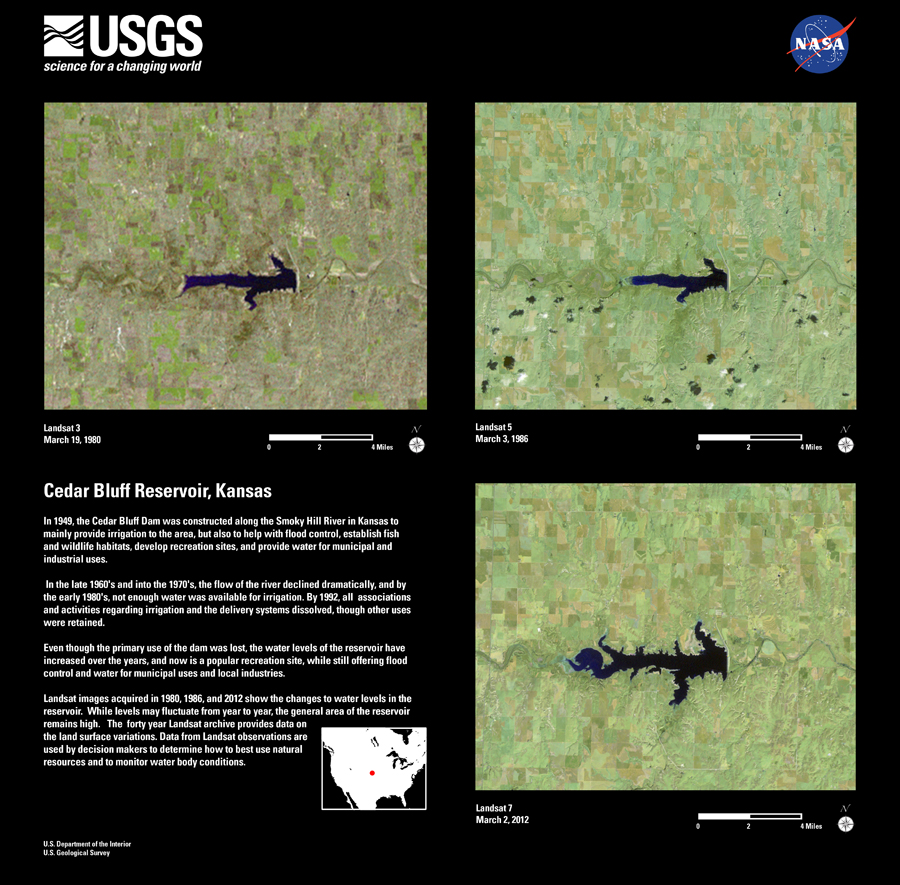 USGS
science for a changing world
NASA
Landsat 3
March 19, 1980
0 2 4 Miles
N
Landsat 5
March 3, 1986
0 2 4 Miles
N
Cedar Bluff Reservoir, Kansas
In 1949, the Cedar Bluff Dam was constructed along the Smoky Hill River in Kansas to
mainly provide irrigation to the area, but also to help with flood control, establish fish
and wildlife habitats, develop recreation sites, and provide water for municipal and
industrial uses.
In the late 1960's and into the 1970's, the flow of the river declined dramatically, and by
the early 1980's, not enough water was available for irrigation. By 1992, all associations
and activities regarding irrigation and the delivery systems dissolved, though other uses
were retained.
Even though the primary use of the dam was lost, the water levels of the reservoir have
increased over the years, and now is a popular recreation site, while still offering flood
control and water for municipal uses and local industries.
Landsat images acquired in 1980, 1986, and 2012 show the changes to water levels in the
reservoir. While levels may fluctuate from year to year, the general area of the reservoir
remains high. The forty year Landsat archive provides data on
the land surface variations. Data from Landsat observations are
used by decision makers to determine how to best use natural
resources and to monitor water body conditions.
Landsat 7
March 2, 2012
0 2 4 Miles
N
U.S. Department of the Interior
U.S. Geological Survey